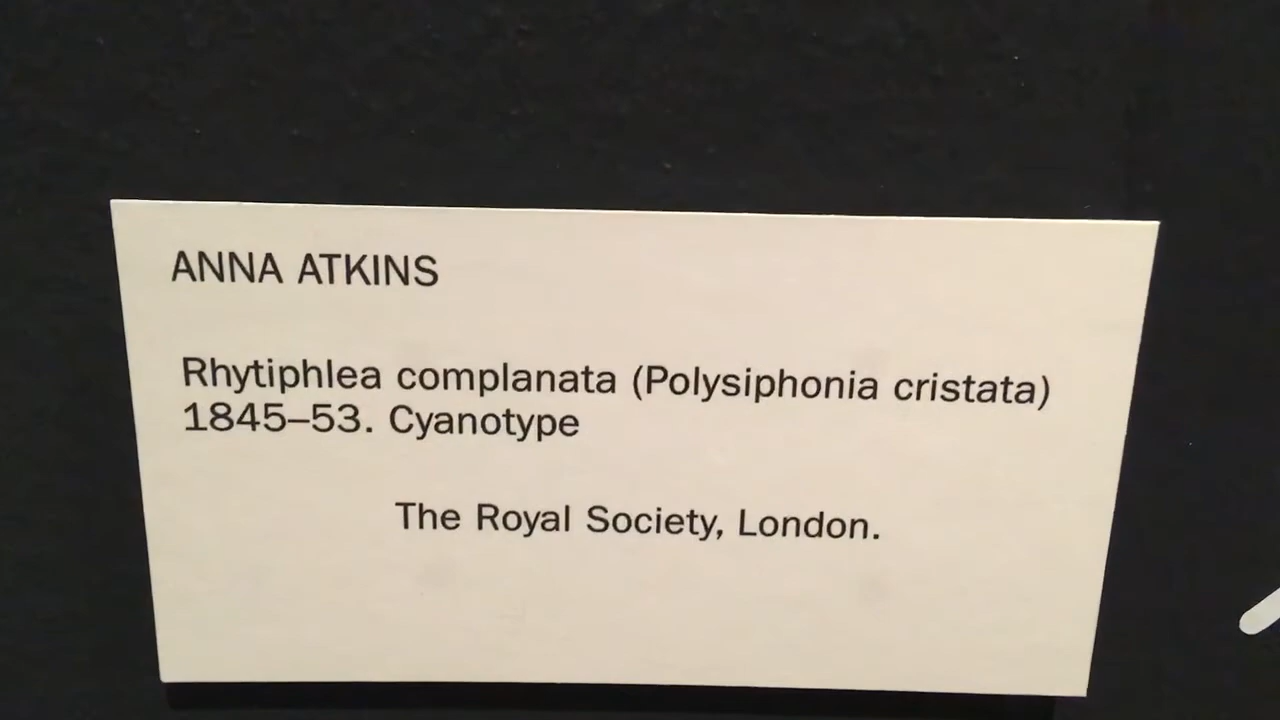 ANNA ATKINS
Rhytiphlea complanata (Polysiphonia cristata)
1845–53. Cyanotype
The Royal Society, London.